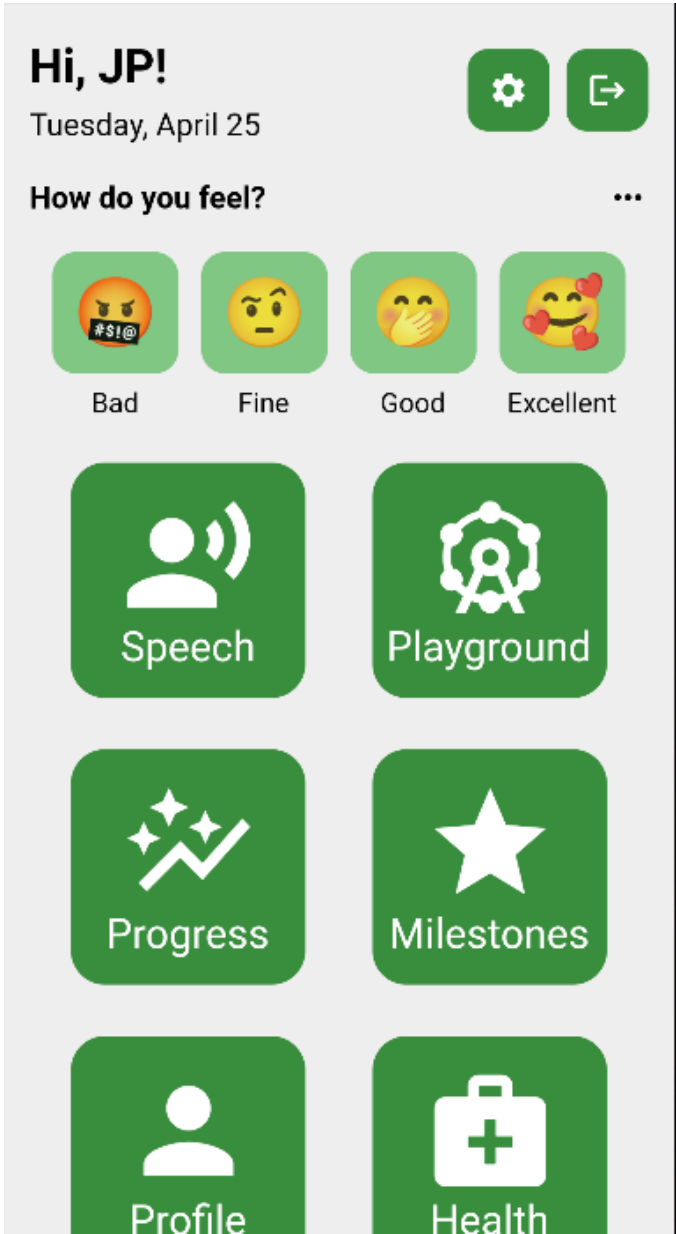 Hi, JP!
Tuesday, April 25
How do you feel?
#$!@
Bad Fine Good Excellent
Speech Playground
Progress Milestones
Profile Health